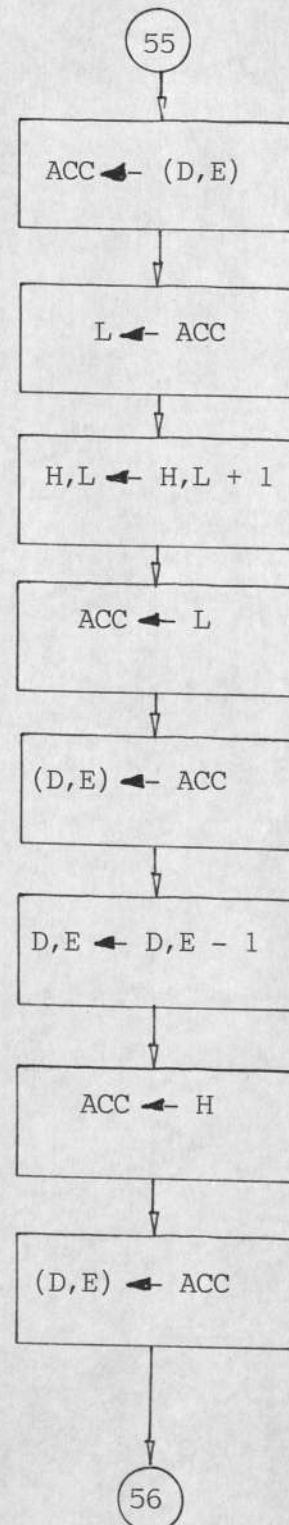 55
ACC ← (D,E)
L ← ACC
H,L ← H,L + 1
ACC ← L
(D,E) ← ACC
D,E ← D,E - 1
ACC ← H
(D,E) ← ACC
56